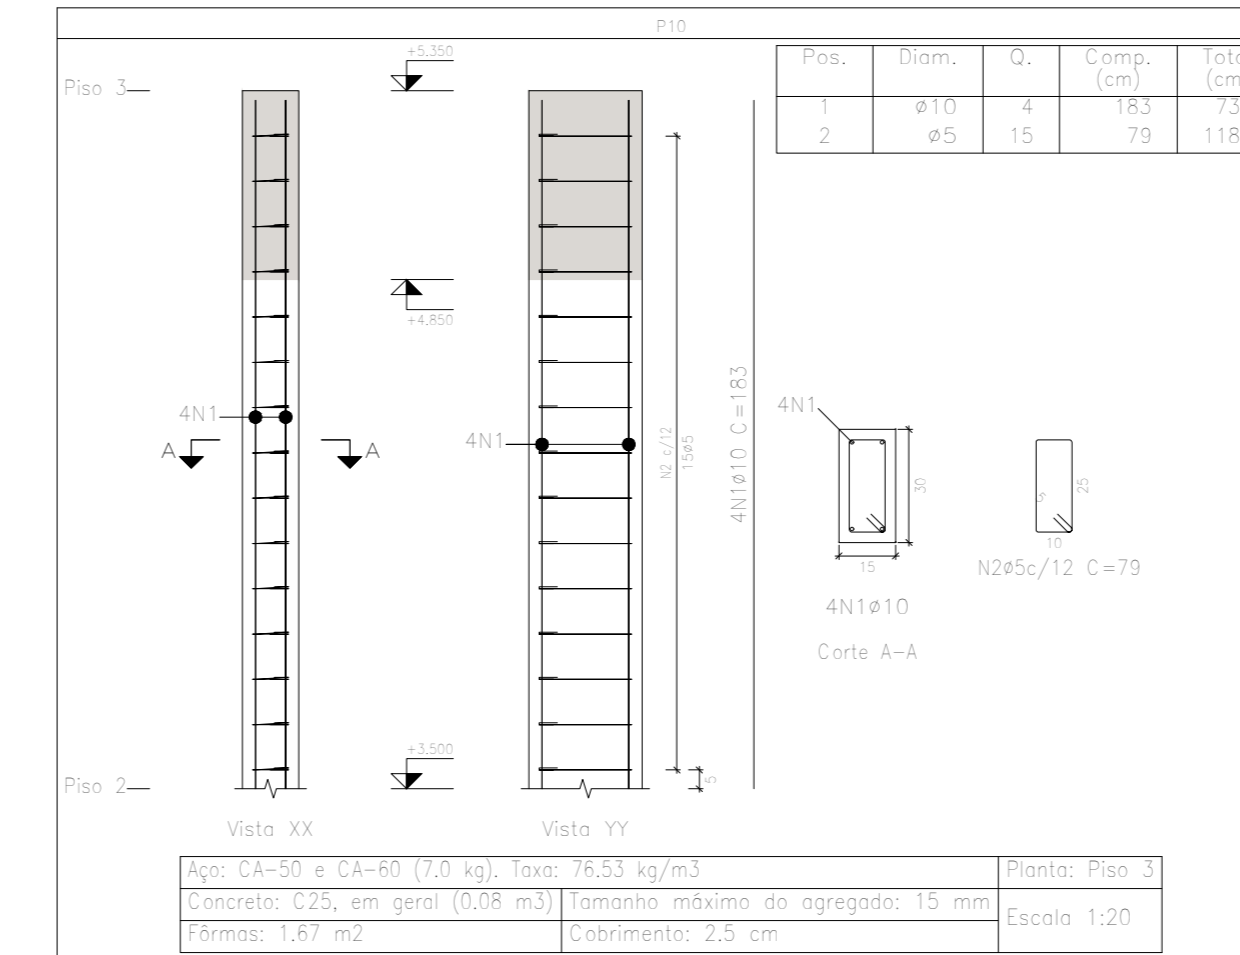 P10
Pos. Diam. Q. Comp. (cm)
1 ø10 4 183 73
2 ø5 15 79 118
Piso 3
+5.350
+4.850
4N1
A A
4N1
N2 c/12
15ø5
4N1ø10 C=183
4N1
30
15
4N1ø10
Corte A-A
5
25
10
N2ø5c/12 C=79
+3.500
5
Piso 2
Vista XX
Vista YY
Aço: CA-50 e CA-60 (7.0 kg). Taxa: 76.53 kg/m3
Planta: Piso 3
Concreto: C25, em geral (0.08 m3)
Tamanho máximo do agregado: 15 mm
Escala 1:20
Fôrmas: 1.67 m2
Cobrimento: 2.5 cm